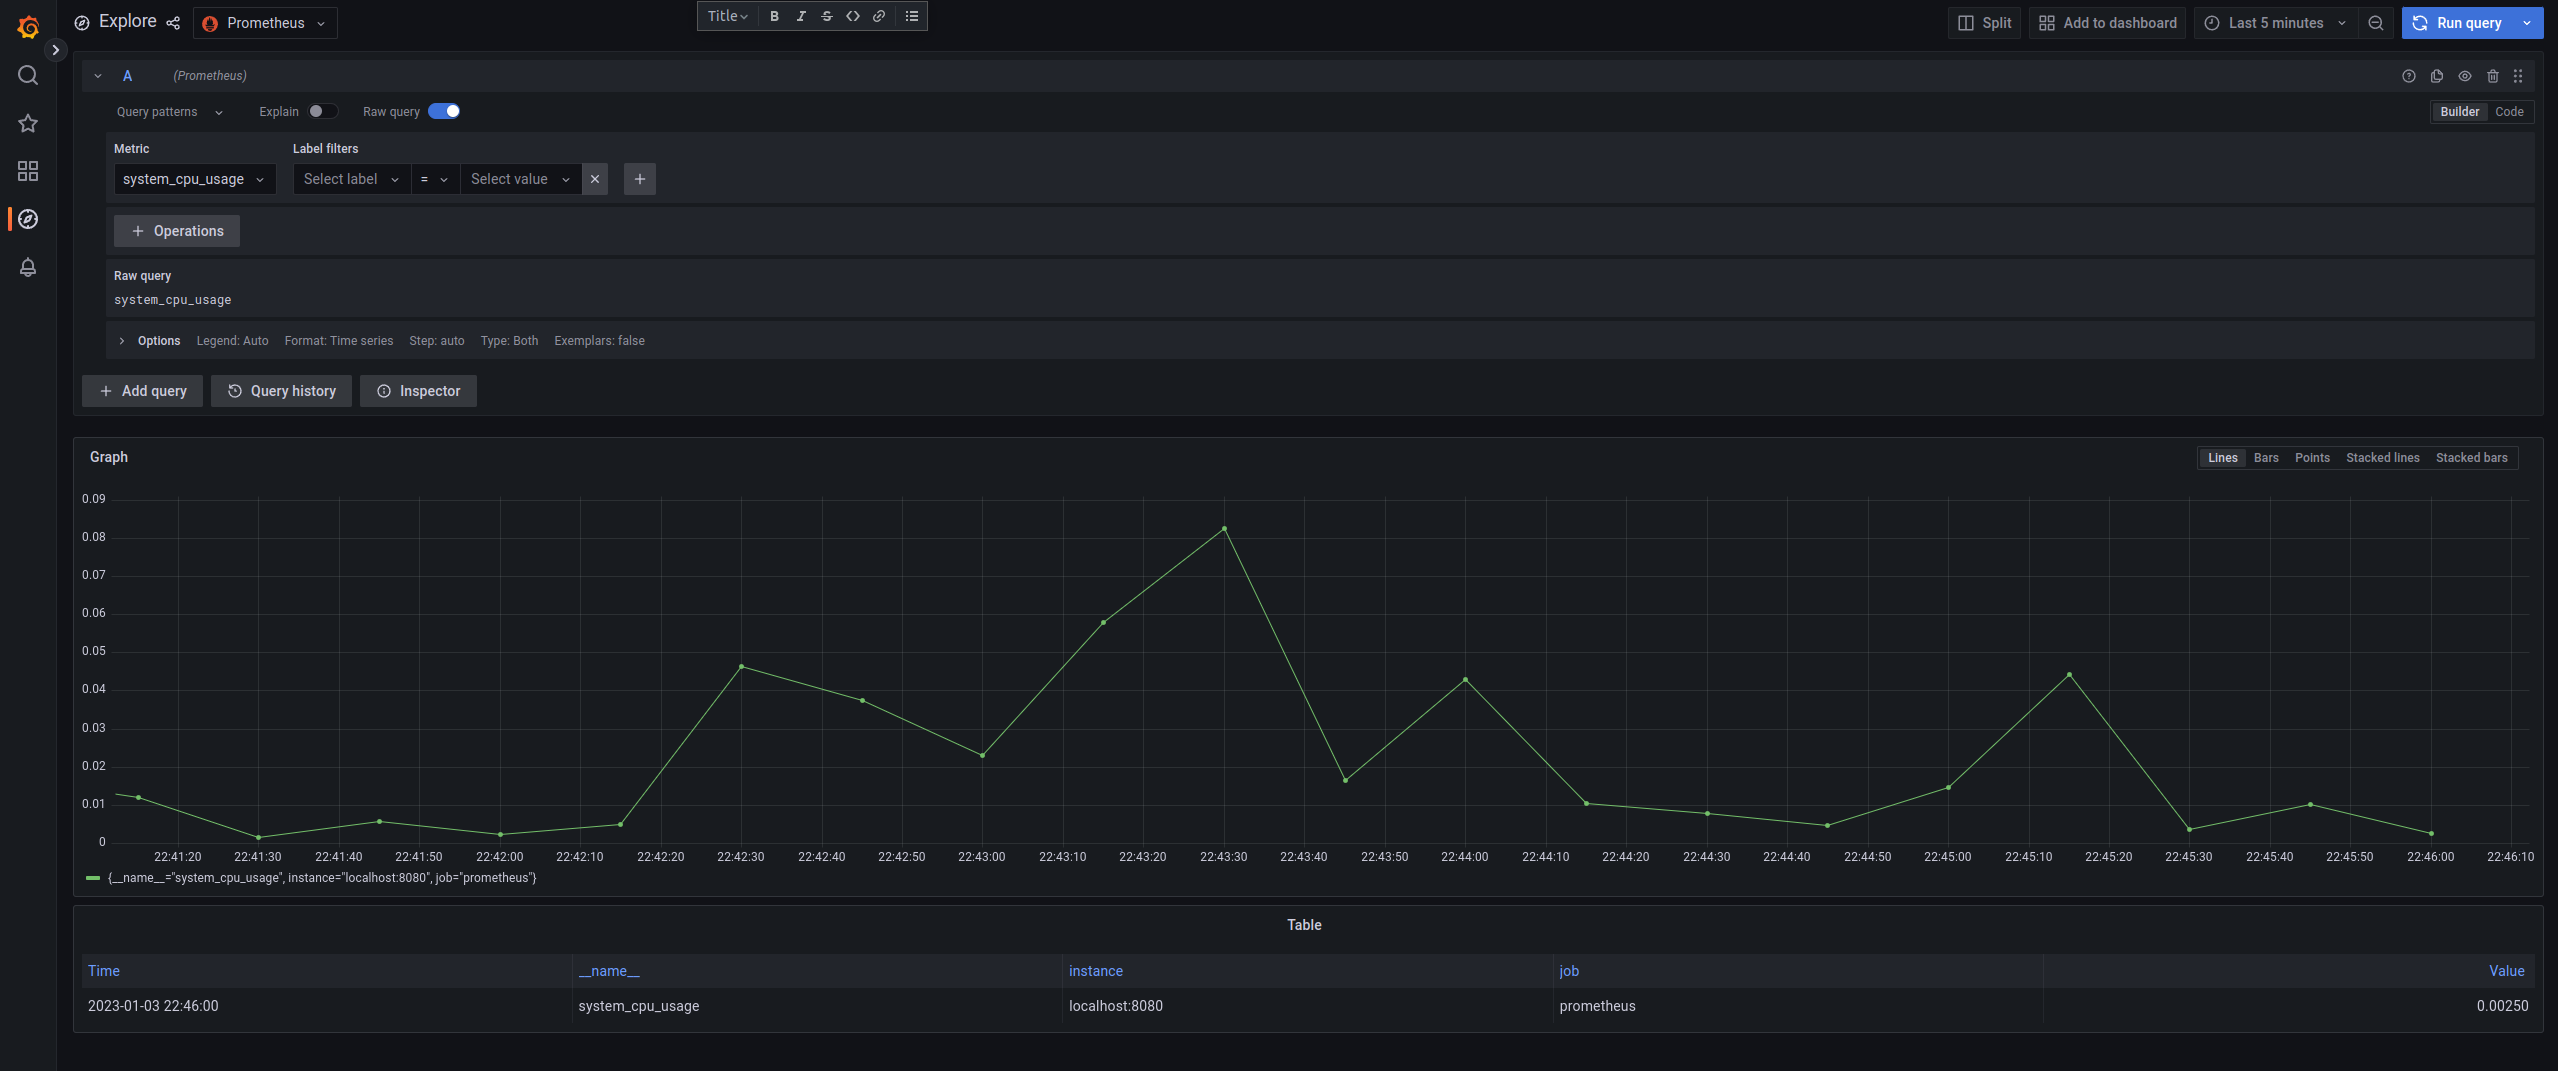 Explore Prometheus Title B I S Split Add to dashboard Last 5 minutes Run query
A (Prometheus)
Query patterns Explain Raw query Builder Code
Metric Label filters
system_cpu_usage Select label = Select value
Operations
Raw query
system_cpu_usage
Options Legend: Auto Format: Time series Step: auto Type: Both Exemplars: false
Add query Query history Inspector
Graph Lines Bars Points Stacked lines Stacked bars
0.09
0.08
0.07
0.06
0.05
0.04
0.03
0.02
0.01
0
22:41:20 22:41:30 22:41:40 22:41:50 22:42:00 22:42:10 22:42:20 22:42:30 22:42:40 22:42:50 22:43:00 22:43:10 22:43:20 22:43:30 22:43:40 22:43:50 22:44:00 22:44:10 22:44:20 22:44:30 22:44:40 22:44:50 22:45:00 22:45:10 22:45:20 22:45:30 22:45:40 22:45:50 22:46:00 22:46:10
{__name__="system_cpu_usage", instance="localhost:8080", job="prometheus"}
Table
Time __name__ instance job Value
2023-01-03 22:46:00 system_cpu_usage localhost:8080 prometheus 0.00250